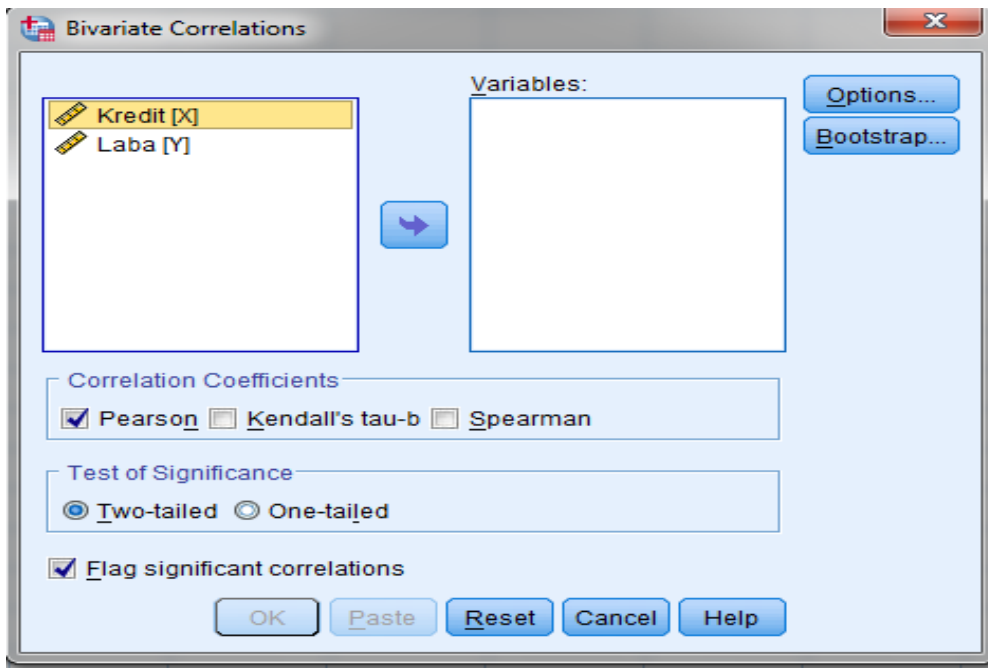 Bivariate Correlations
Variables:
Kredit [X]
Laba [Y]
Options...
Bootstrap...
Correlation Coefficients
Pearson Kendall's tau-b Spearman
Test of Significance
Two-tailed One-tailed
Flag significant correlations
OK Paste Reset Cancel Help